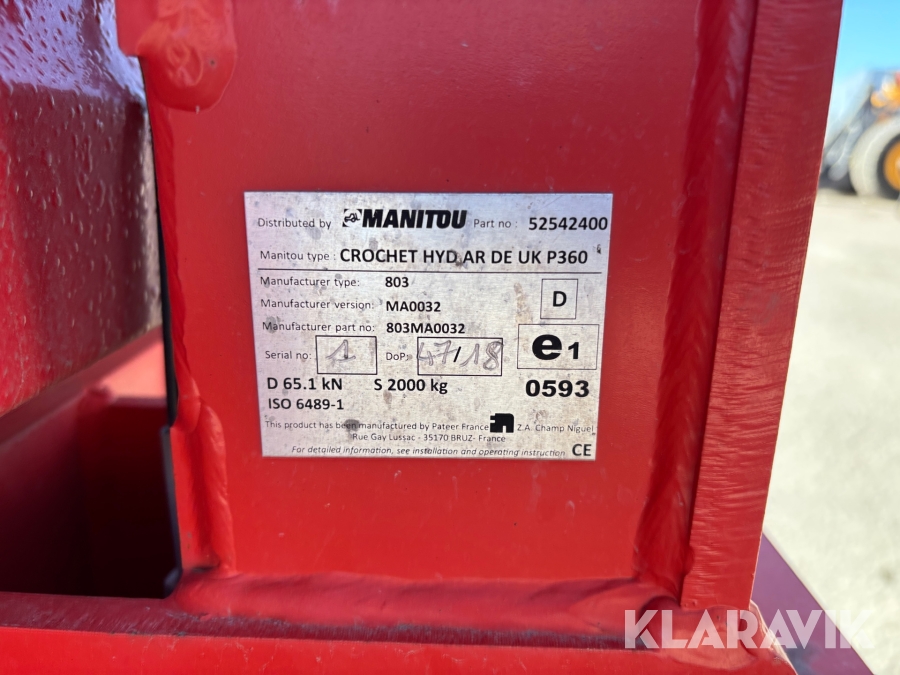 Distributed by MANITOU Part no : 52542400
Manitou type : CROCHET HYD AR DE UK P360
Manufacturer type: 803
Manufacturer version: MA0032
Manufacturer part no: 803MA0032
D
Serial no: 1 DoP: 47/18
e1
D 65.1 kN S 2000 kg
0593
ISO 6489-1
This product has been manufactured by Pateer France Z.A. Champ Niguel
Rue Gay Lussac - 35170 BRUZ- France
For detailed information, see installation and operating instruction CE
KLARAVIK